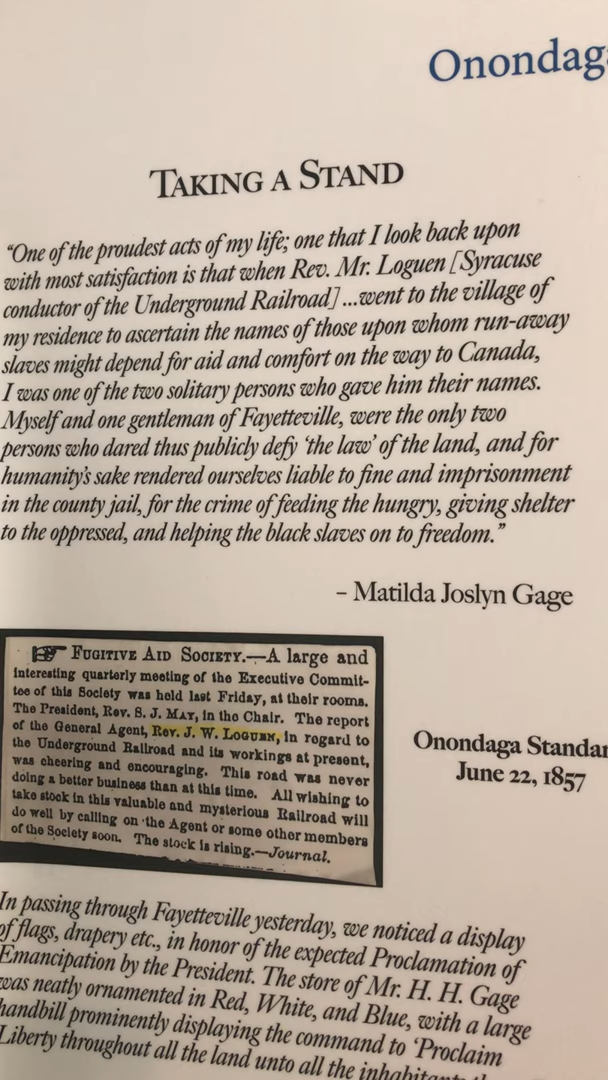 Onondag
TAKING A STAND
“One of the proudest acts of my life; one that I look back upon
with most satisfaction is that when Rev. Mr. Loguen [Syracuse
conductor of the Underground Railroad] ...went to the village of
my residence to ascertain the names of those upon whom run-away
slaves might depend for aid and comfort on the way to Canada,
I was one of the two solitary persons who gave him their names.
Myself and one gentleman of Fayetteville, were the only two
persons who dared thus publicly defy ‘the law’ of the land, and for
humanity’s sake rendered ourselves liable to fine and imprisonment
in the county jail, for the crime of feeding the hungry, giving shelter
to the oppressed, and helping the black slaves on to freedom.”
– Matilda Joslyn Gage
☞ FUGITIVE AID SOCIETY.—A large and
interesting quarterly meeting of the Executive Commit-
tee of this Society was held last Friday, at their rooms.
The President, Rev. S. J. MAY, in the Chair. The report
of the General Agent, Rev. J. W. LOGUEN, in regard to
the Underground Railroad and its workings at present,
was cheering and encouraging. This road was never
doing a better business than at this time. All wishing to
take stock in this valuable and mysterious Railroad will
do well by calling on the Agent or some other members
of the Society soon. The stock is rising.—Journal.
Onondaga Standar
June 22, 1857
In passing through Fayetteville yesterday, we noticed a display
of flags, drapery etc., in honor of the expected Proclamation of
Emancipation by the President. The store of Mr. H. H. Gage
was neatly ornamented in Red, White, and Blue, with a large
handbill prominently displaying the command to ‘Proclaim
Liberty throughout all the land unto all the